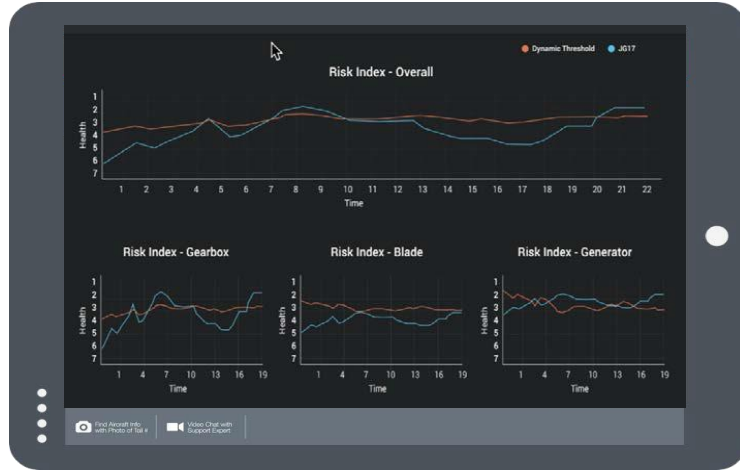 Dynamic Threshold JG17
Risk Index - Overall
Health
1
2
3
4
5
6
7
1 2 3 4 5 6 7 8 9 10 11 12 13 14 15 16 17 18 19 20 21 22
Time
Risk Index - Gearbox
Health
1
2
3
4
5
6
7
1 4 7 10 13 16 19
Time
Risk Index - Blade
Health
1
2
3
4
5
6
7
1 4 7 10 13 16 19
Time
Risk Index - Generator
Health
1
2
3
4
5
6
7
1 4 7 10 13 16 19
Time
Find Aircraft Info
with Photo of Tail #
Video Chat with
Support Expert